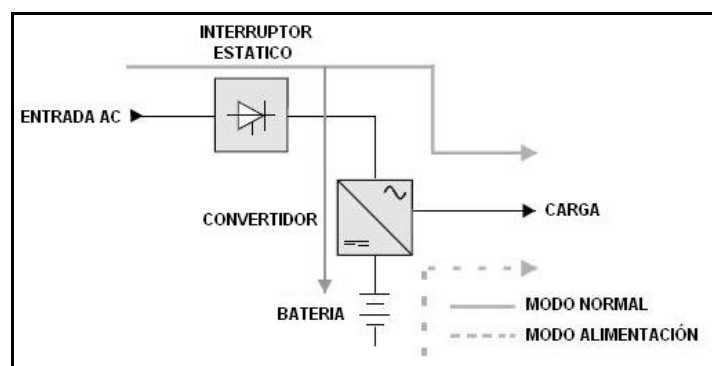 INTERRUPTOR
ESTATICO
ENTRADA AC
CONVERTIDOR
CARGA
BATERIA
MODO NORMAL
MODO ALIMENTACIÓN